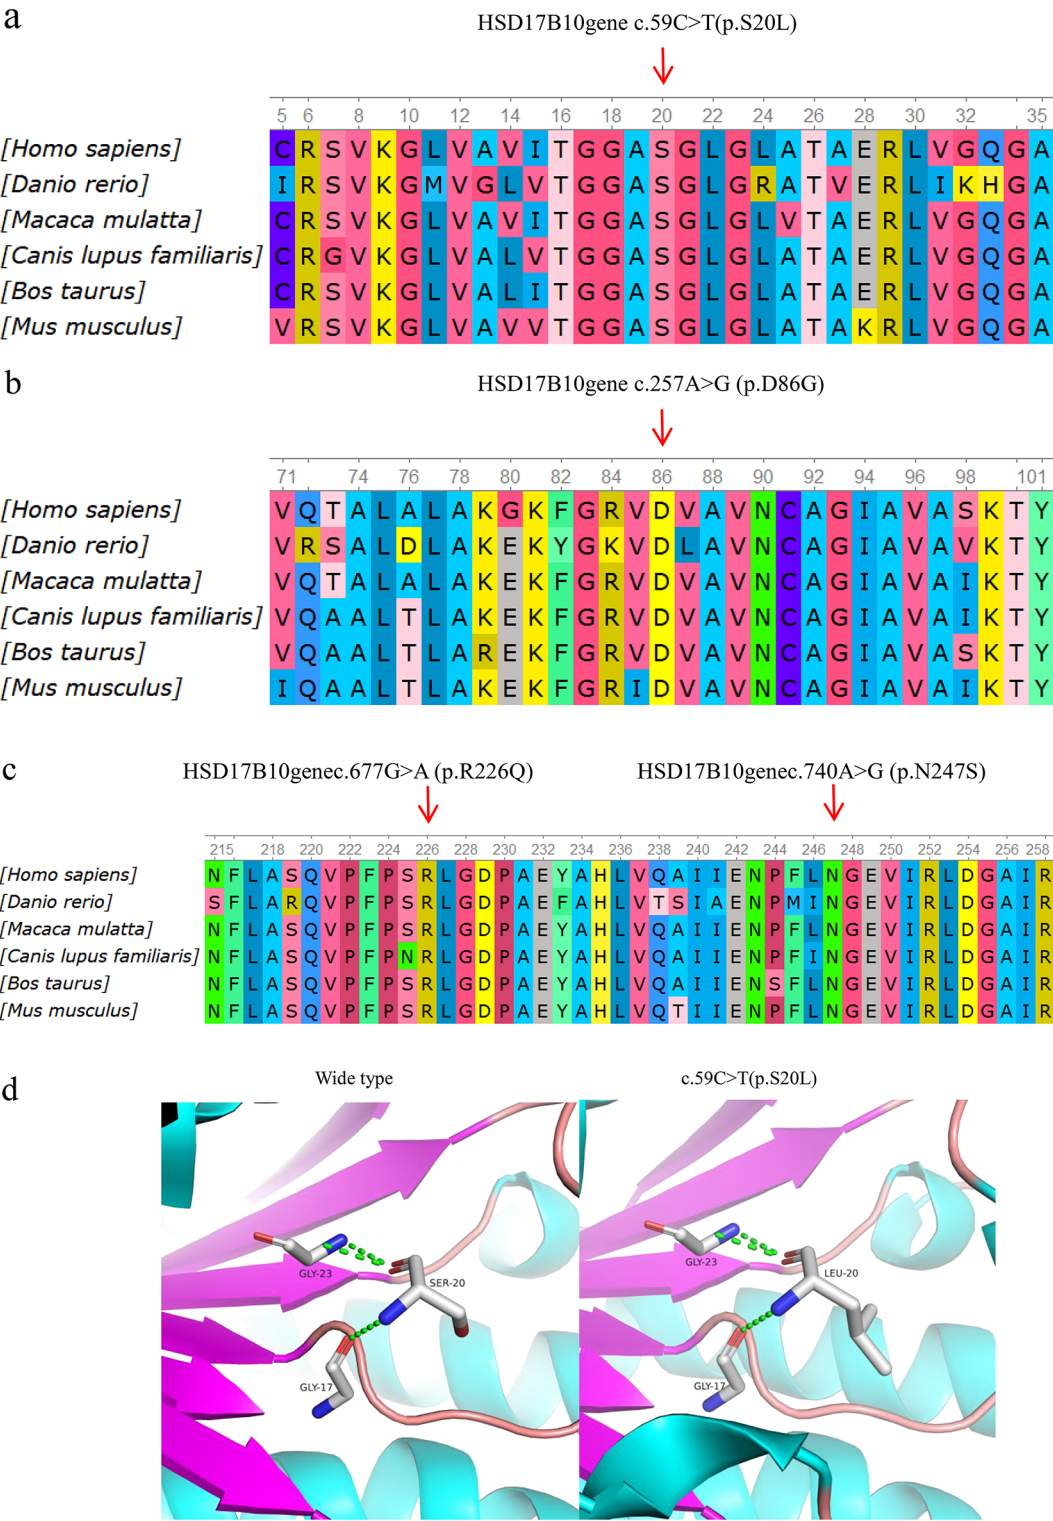 a
HSD17B10gene c.59C>T(p.S20L)
5 6 8 10 12 14 16 18 20 22 24 26 28 30 32 35
[Homo sapiens] C R S V K G L V A V I T G G A S G L G L A T A E R L V G Q G A
[Danio rerio] I R S V K G M V G L V T G G A S G L G R A T V E R L I K H G A
[Macaca mulatta] C R S V K G L V A V I T G G A S G L G L V T A E R L V G Q G A
[Canis lupus familiaris] C R G V K G L V A L V T G G A S G L G L A T A E R L V G Q G A
[Bos taurus] C R S V K G L V A L I T G G A S G L G L A T A E R L V G Q G A
[Mus musculus] V R S V K G L V A V V T G G A S G L G L A T A K R L V G Q G A
b
HSD17B10gene c.257A>G (p.D86G)
71 74 76 78 80 82 84 86 88 90 92 94 96 98 101
[Homo sapiens] V Q T A L A L A K G K F G R V D V A V N C A G I A V A S K T Y
[Danio rerio] V R S A L D L A K E K Y G K V D L A V N C A G I A V A V K T Y
[Macaca mulatta] V Q T A L A L A K E K F G R V D V A V N C A G I A V A I K T Y
[Canis lupus familiaris] V Q A A L T L A K E K F G R V D V A V N C A G I A V A I K T Y
[Bos taurus] V Q A A L T L A R E K F G R V D V A V N C A G I A V A S K T Y
[Mus musculus] I Q A A L T L A K E K F G R I D V A V N C A G I A V A I K T Y
c
HSD17B10genec.677G>A (p.R226Q) HSD17B10genec.740A>G (p.N247S)
215 218 220 222 224 226 228 230 232 234 236 238 240 242 244 246 248 250 252 254 256 258
[Homo sapiens] N F L A S Q V P F P S R L G D P A E Y A H L V Q A I I E N P F L N G E V I R L D G A I R
[Danio rerio] S F L A R Q V P F P S R L G D P A E F A H L V T S I A E N P M I N G E V I R L D G A I R
[Macaca mulatta] N F L A S Q V P F P S R L G D P A E Y A H L V Q A I I E N P F L N G E V I R L D G A I R
[Canis lupus familiaris] N F L A S Q V P F P N R L G D P A E Y A H L V Q A I I E N P F I N G E V I R L D G A I R
[Bos taurus] N F L A S Q V P F P S R L G D P A E Y A H L V Q A I I E N S F L N G E V I R L D G A I R
[Mus musculus] N F L A S Q V P F P S R L G D P A E Y A H L V Q T I I E N P F L N G E V I R L D G A I R
d
Wide type c.59C>T(p.S20L)
GLY-23
SER-20
GLY-17
GLY-23
LEU-20
GLY-17